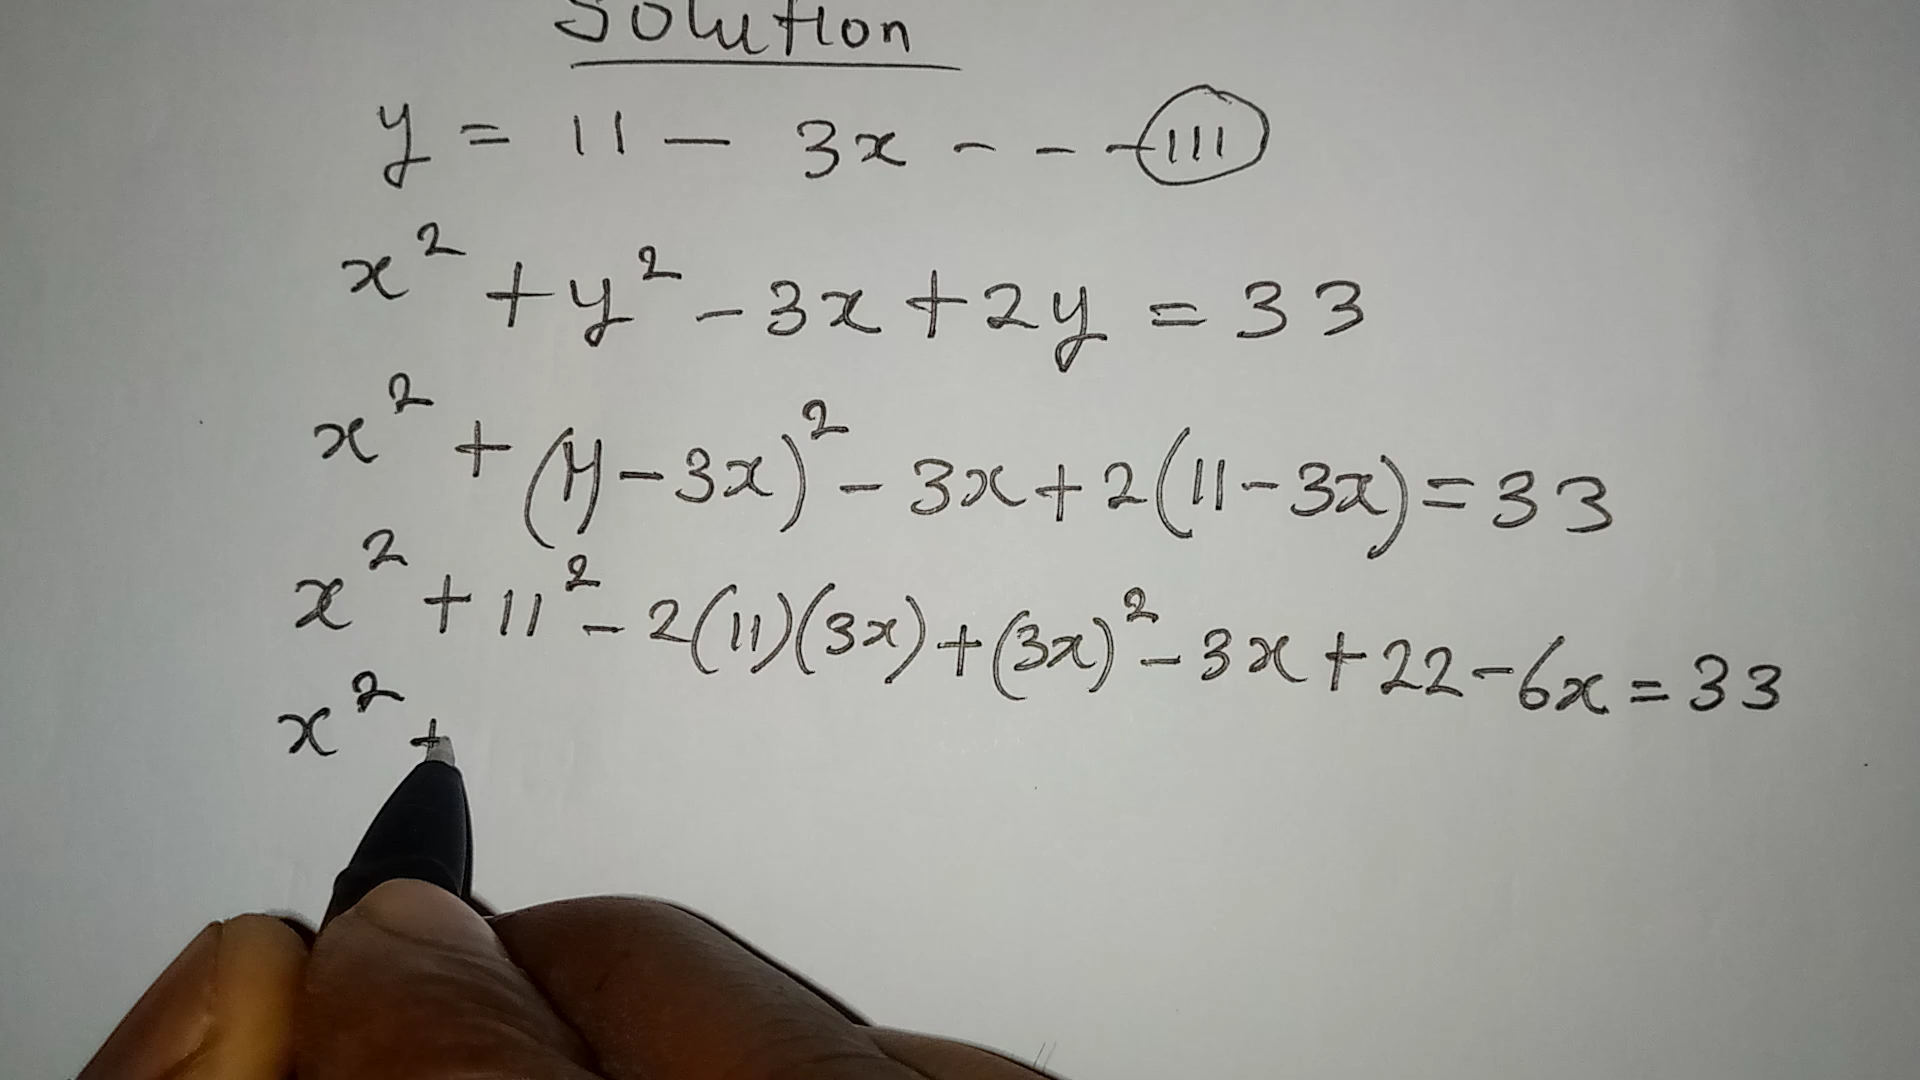 Solution
y = 11 - 3x - - - (111)
x² + y² - 3x + 2y = 33
x² + (11 - 3x)² - 3x + 2(11 - 3x) = 33
x² + 11² - 2(11)(3x) + (3x)² - 3x + 22 - 6x = 33
x² +